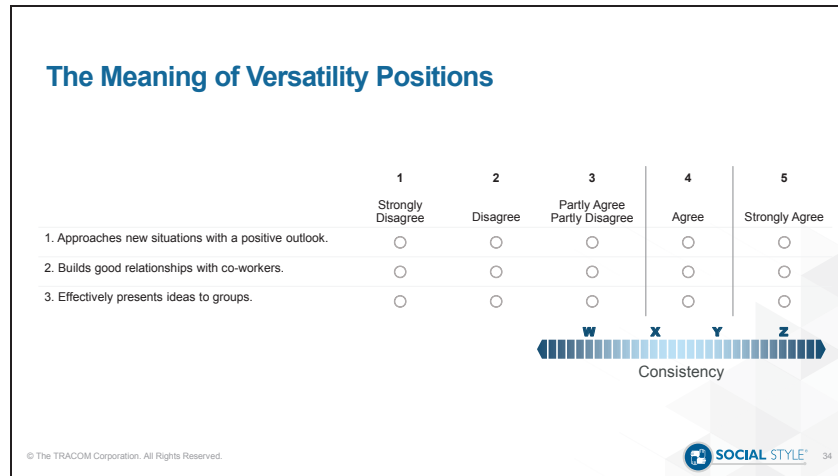 The Meaning of Versatility Positions
1 2 3 4 5
Strongly Disagree Disagree Partly Agree Partly Disagree Agree Strongly Agree
1. Approaches new situations with a positive outlook.
2. Builds good relationships with co-workers.
3. Effectively presents ideas to groups.
W X Y Z
Consistency
© The TRACOM Corporation. All Rights Reserved.
SOCIAL STYLE® 34